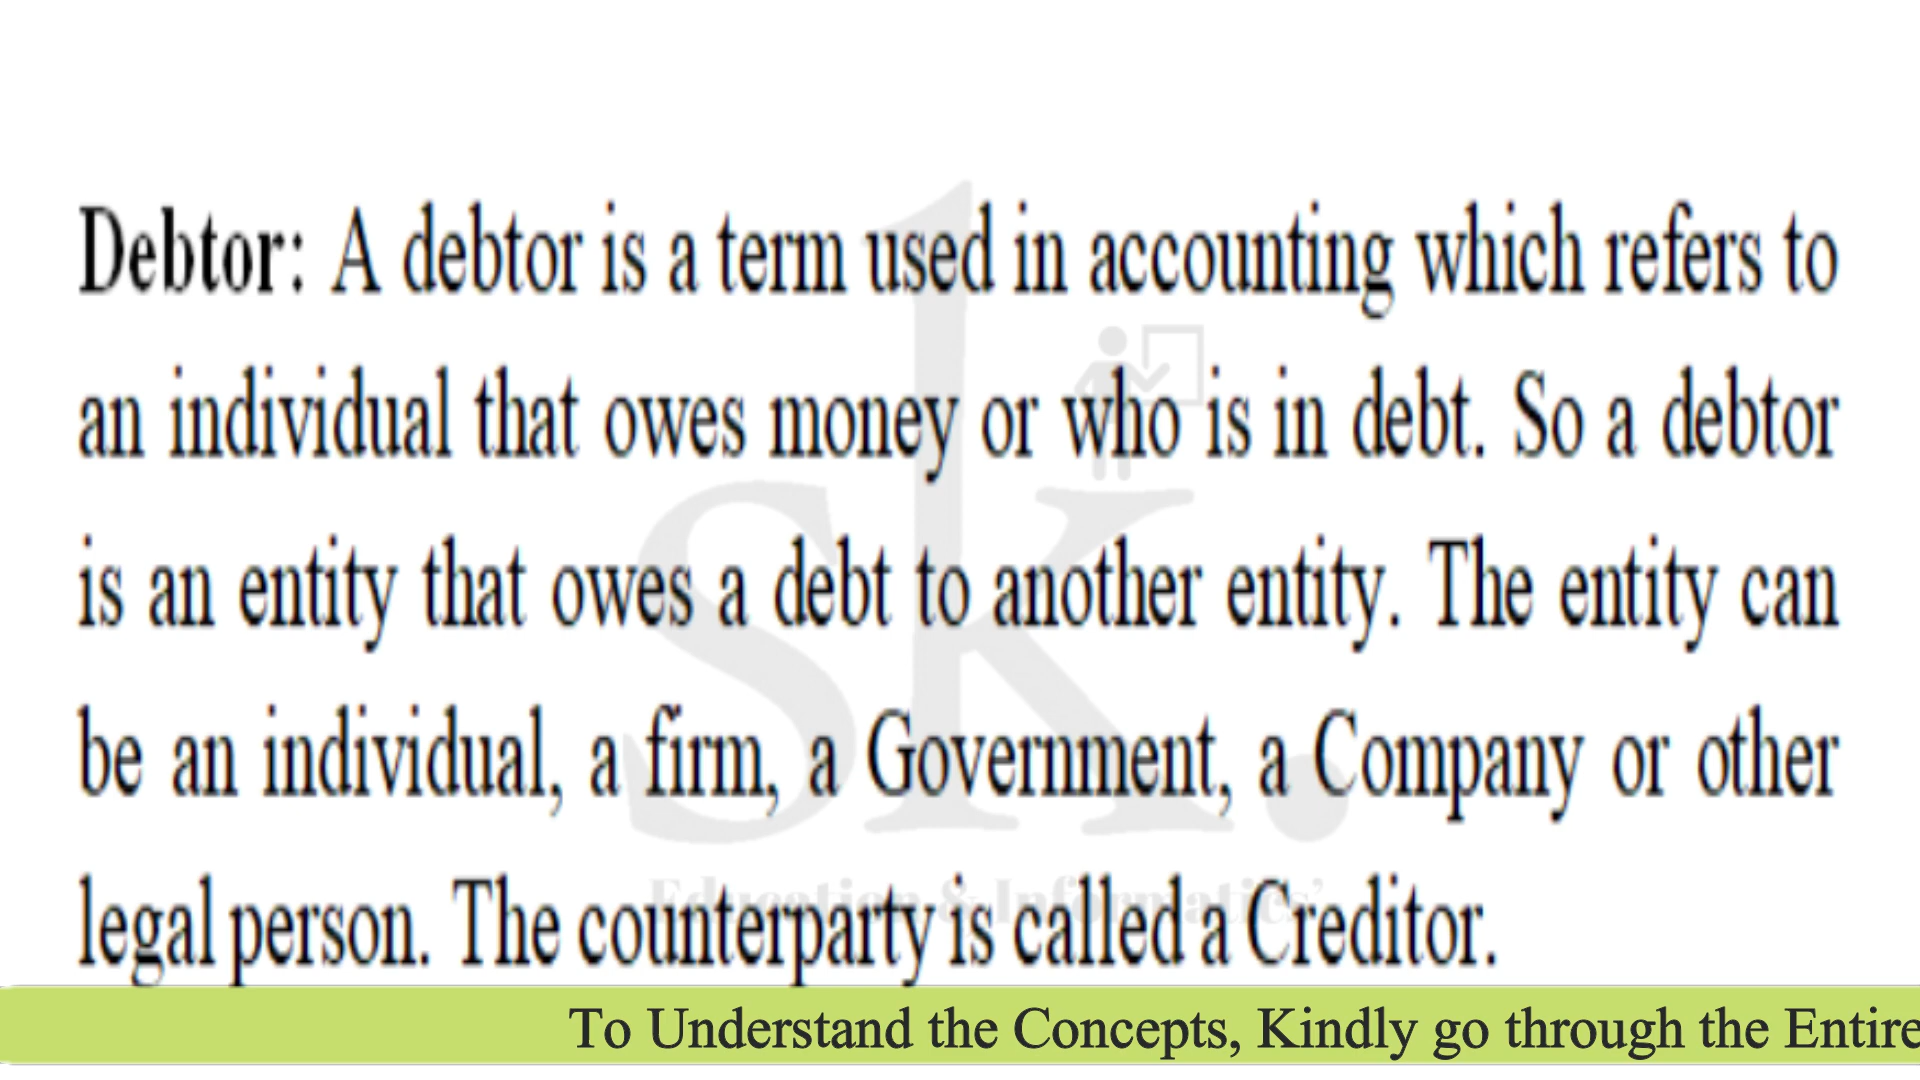 Debtor: A debtor is a term used in accounting which refers to
an individual that owes money or who is in debt. So a debtor
is an entity that owes a debt to another entity. The entity can
be an individual, a firm, a Government, a Company or other
legal person. The counterparty is called a Creditor.
sk.
Education & Informatics'
To Understand the Concepts, Kindly go through the Entire